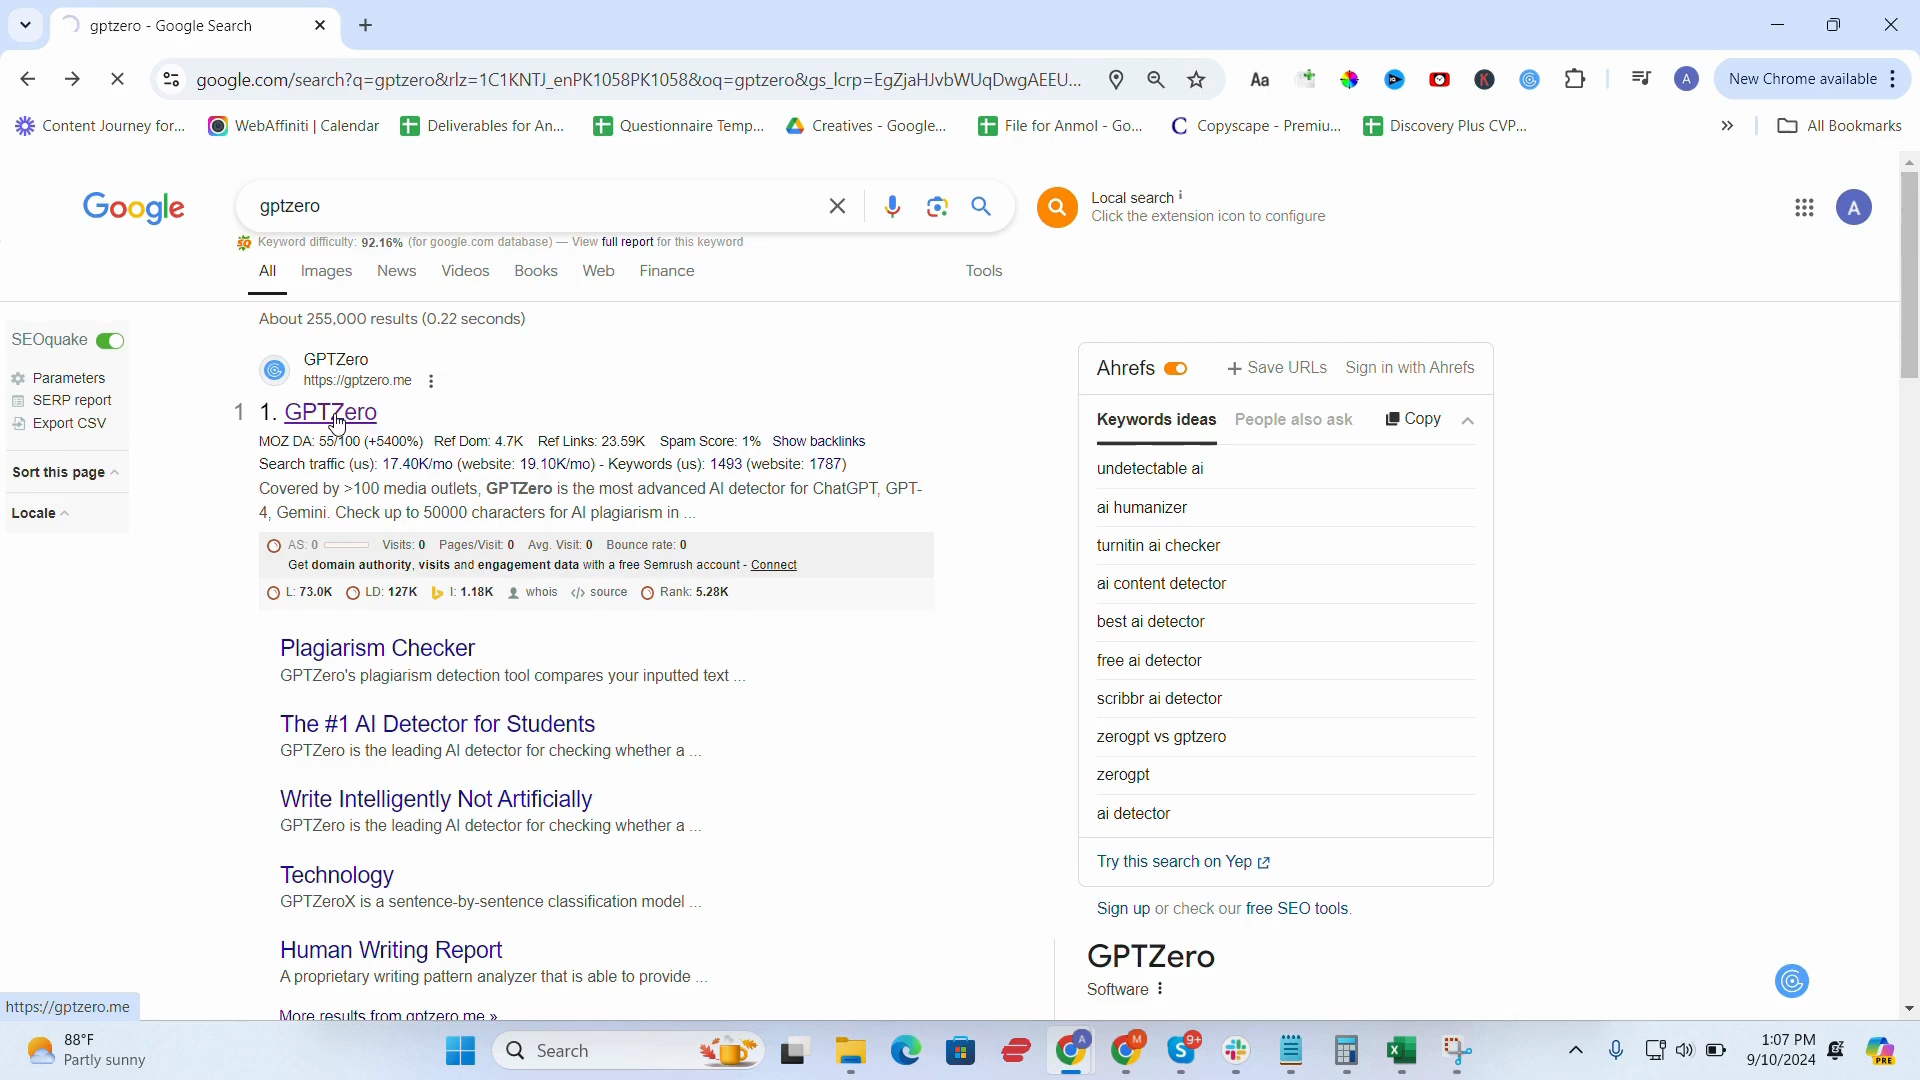 gptzero - Google Search
google.com/search?q=gptzero&rlz=1C1KNTJ_enPK1058PK1058&oq=gptzero&gs_lcrp=EgZjaHJvbWUqDwgAEEU...
Aa
A
New Chrome available
Content Journey for...
WebAffiniti | Calendar
Deliverables for An...
Questionnaire Temp...
Creatives - Google...
File for Anmol - Go...
Copyscape - Premiu...
Discovery Plus CVP...
All Bookmarks
Google
gptzero
Local search
Click the extension icon to configure
A
Keyword difficulty: 92.16% (for google.com database) — View full report for this keyword
All
Images
News
Videos
Books
Web
Finance
Tools
About 255,000 results (0.22 seconds)
SEOquake
Parameters
SERP report
Export CSV
Sort this page
Locale
GPTZero
https://gptzero.me
1 1. GPTZero
MOZ DA: 55/100 (+5400%) Ref Dom: 4.7K Ref Links: 23.59K Spam Score: 1% Show backlinks
Search traffic (us): 17.40K/mo (website: 19.10K/mo) - Keywords (us): 1493 (website: 1787)
Covered by >100 media outlets, GPTZero is the most advanced AI detector for ChatGPT, GPT-
4, Gemini. Check up to 50000 characters for AI plagiarism in ...
AS: 0 Visits: 0 Pages/Visit: 0 Avg. Visit: 0 Bounce rate: 0
Get domain authority, visits and engagement data with a free Semrush account - Connect
L: 73.0K LD: 127K I: 1.18K whois </> source Rank: 5.28K
Plagiarism Checker
GPTZero's plagiarism detection tool compares your inputted text ...
The #1 AI Detector for Students
GPTZero is the leading AI detector for checking whether a ...
Write Intelligently Not Artificially
GPTZero is the leading AI detector for checking whether a ...
Technology
GPTZeroX is a sentence-by-sentence classification model ...
Human Writing Report
A proprietary writing pattern analyzer that is able to provide ...
More results from gptzero.me »
Ahrefs
Save URLs
Sign in with Ahrefs
Keywords ideas
People also ask
Copy
undetectable ai
ai humanizer
turnitin ai checker
ai content detector
best ai detector
free ai detector
scribbr ai detector
zerogpt vs gptzero
zerogpt
ai detector
Try this search on Yep
Sign up or check our free SEO tools.
GPTZero
Software
https://gptzero.me
88°F
Partly sunny
Search
A
M
9+
1:07 PM
9/10/2024
PRE